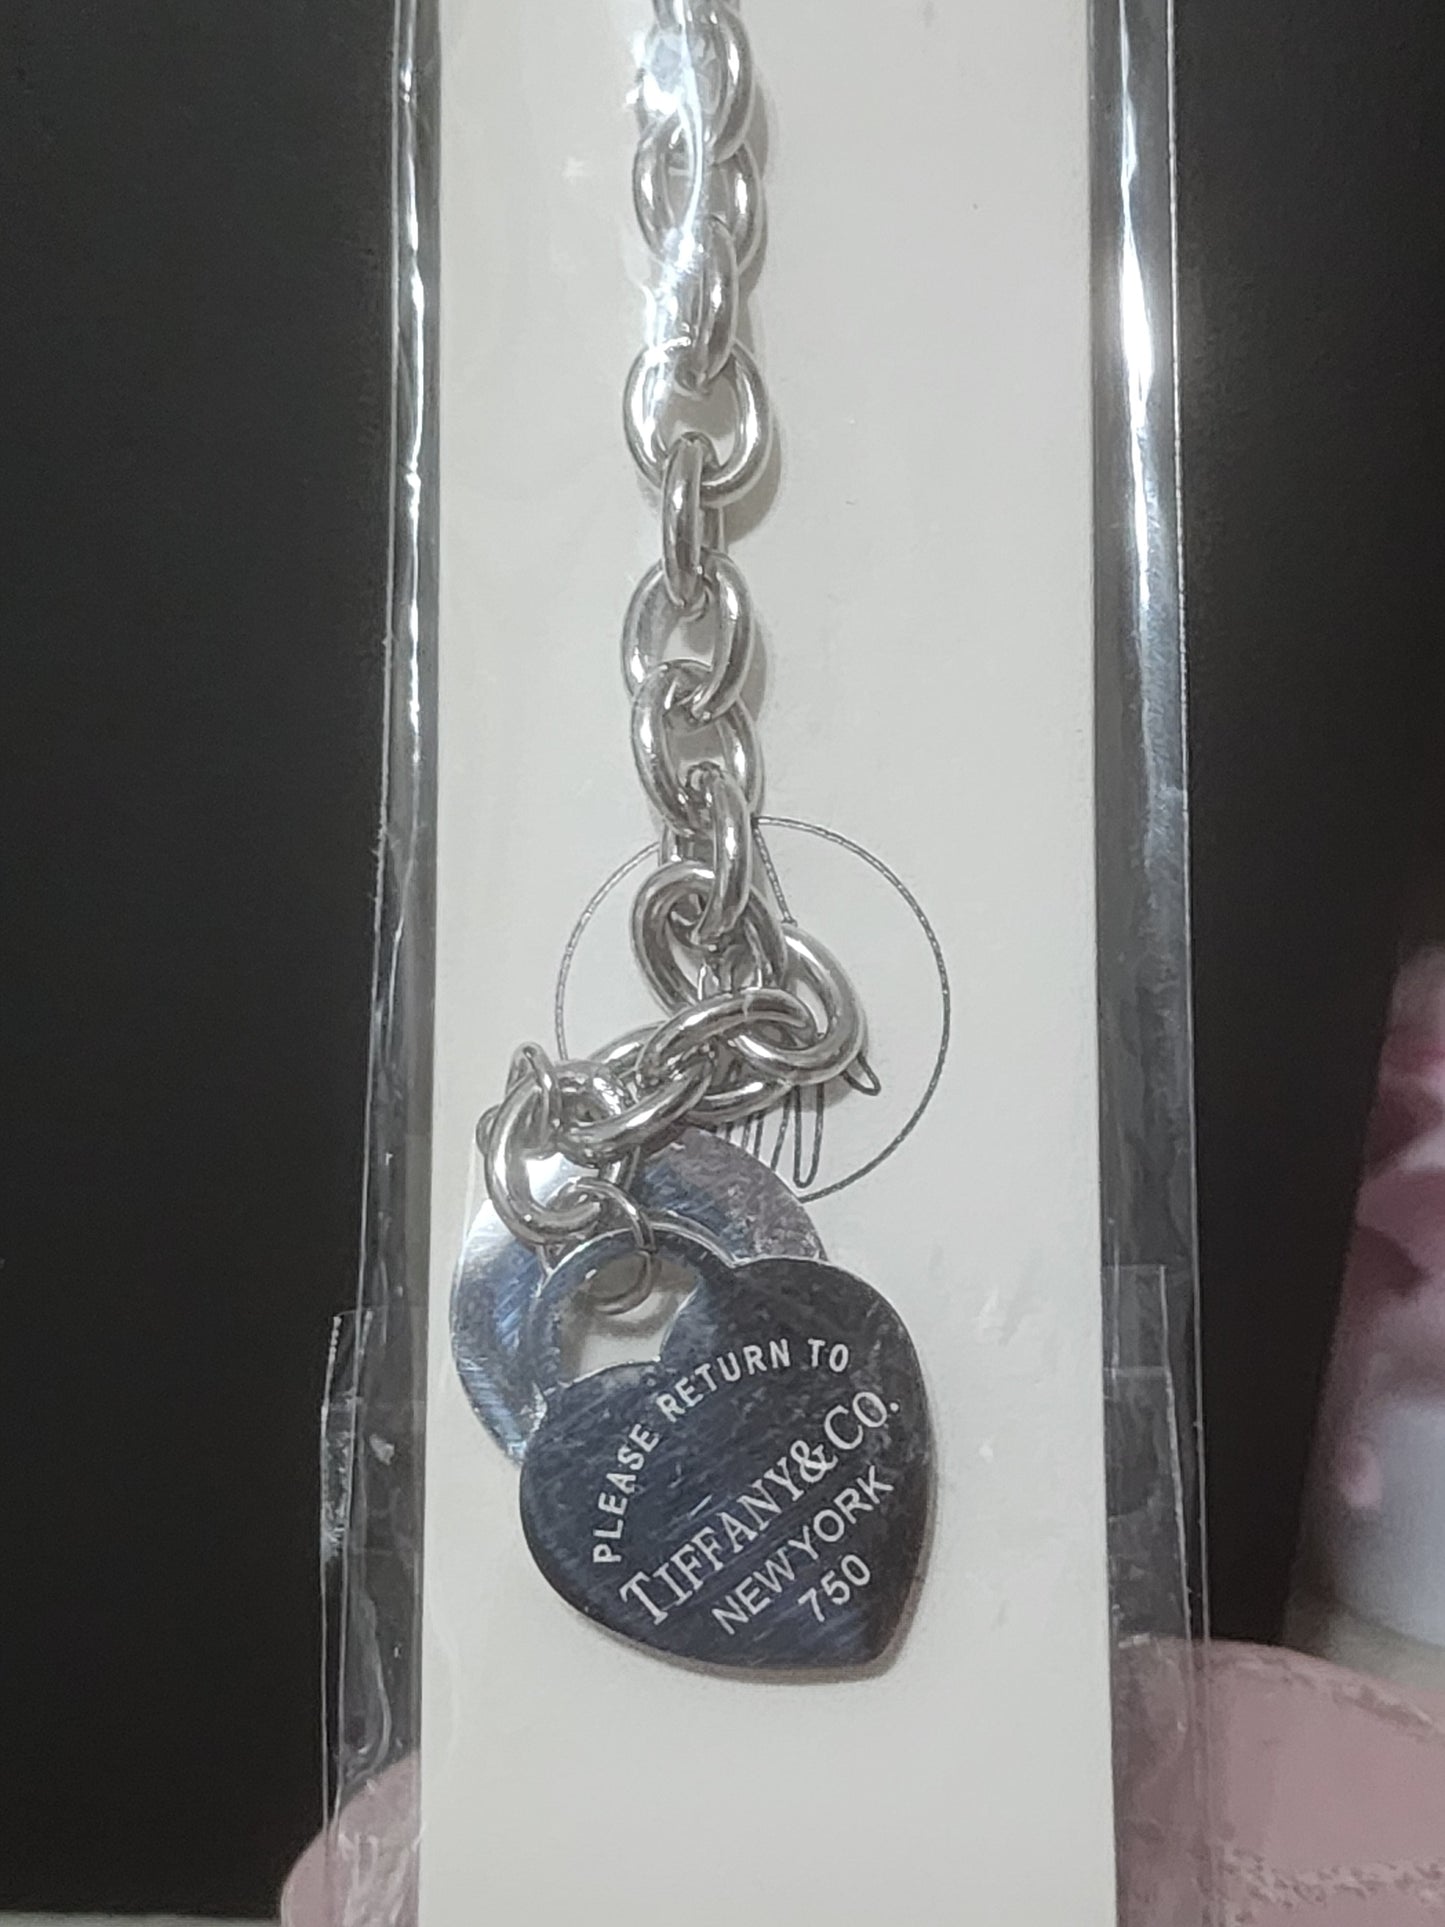 PLEASE RETURN TO
TIFFANY&CO.
NEWYORK
750